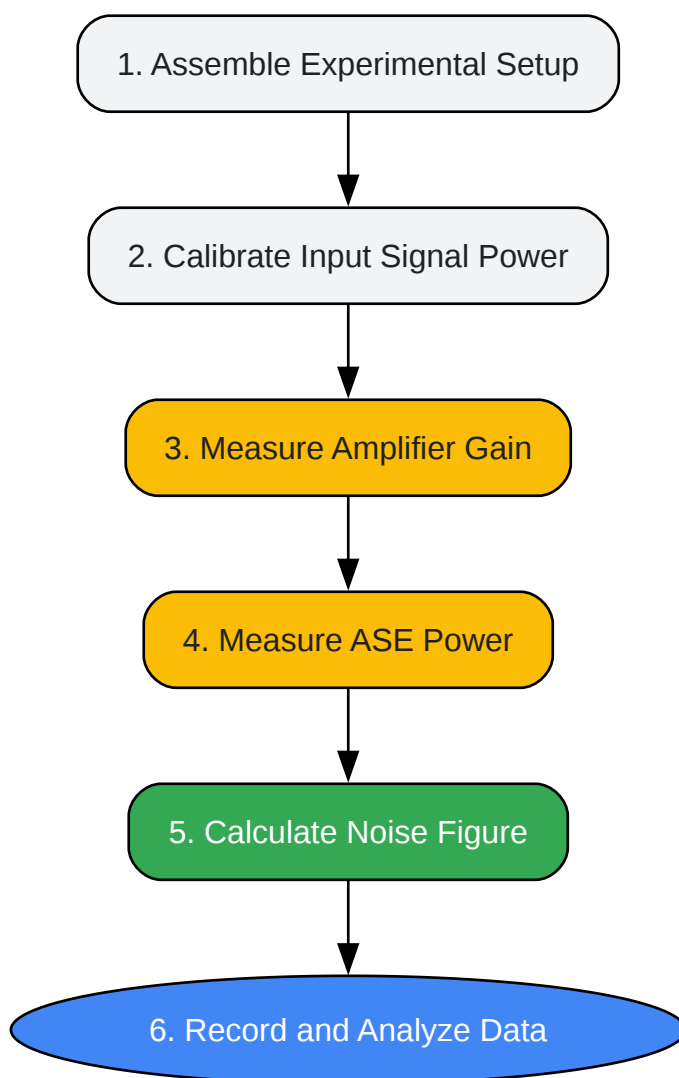 1. Assemble Experimental Setup
2. Calibrate Input Signal Power
3. Measure Amplifier Gain
4. Measure ASE Power
5. Calculate Noise Figure
6. Record and Analyze Data